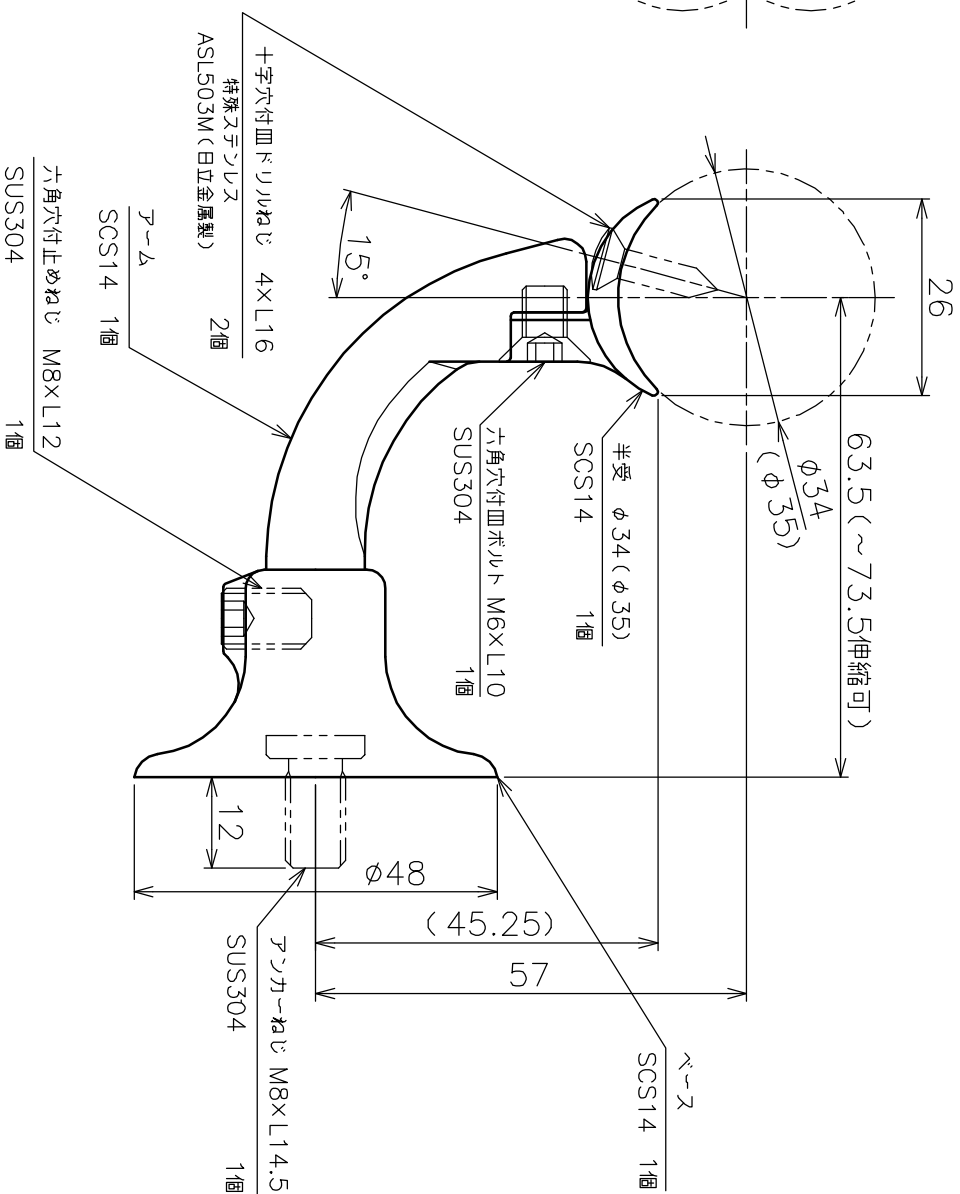 26
φ34
(φ35)
63.5(～73.5伸縮可)
15°
十字穴付皿ドリルねじ 4×L16
特殊ステンレス 2個
ASL503M(日立金属製)
半受 φ34(φ35)
SCS14 1個
六角穴付皿ボルト M6×L10
SUS304 1個
アーム
SCS14 1個
六角穴付止めねじ M8×L12
SUS304 1個
12
φ48
(45.25)
57
ベース
SCS14 1個
アンカーねじ M8×L14.5
SUS304 1個